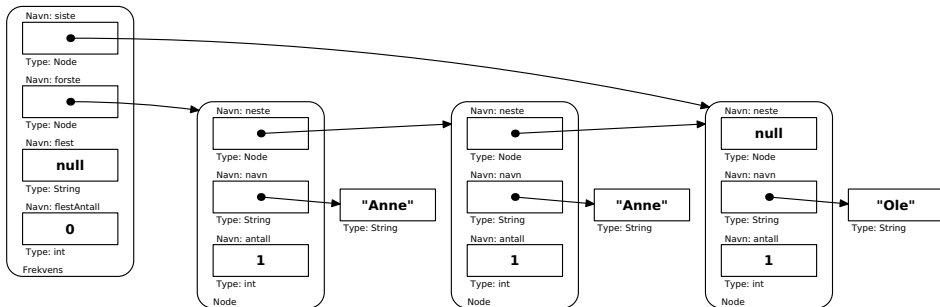 Navn: siste
Type: Node
Navn: forste
Type: Node
Navn: flest
null
Type: String
Navn: flestAntall
0
Type: int
Frekvens
Navn: neste
Type: Node
Navn: navn
Type: String
Navn: antall
1
Type: int
Node
"Anne"
Type: String
Navn: neste
Type: Node
Navn: navn
Type: String
Navn: antall
1
Type: int
Node
"Anne"
Type: String
Navn: neste
null
Type: Node
Navn: navn
Type: String
Navn: antall
1
Type: int
Node
"Ole"
Type: String